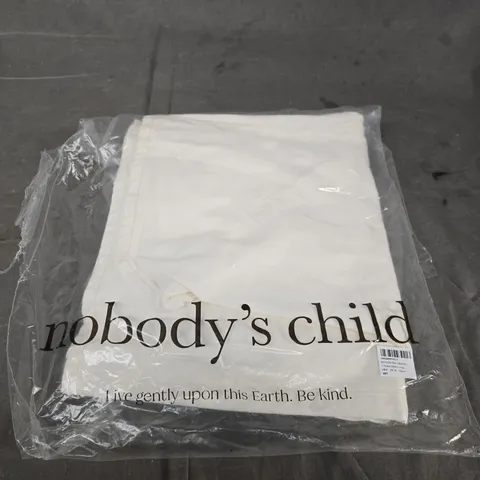 nobody's child
Live gently upon this Earth. Be kind.